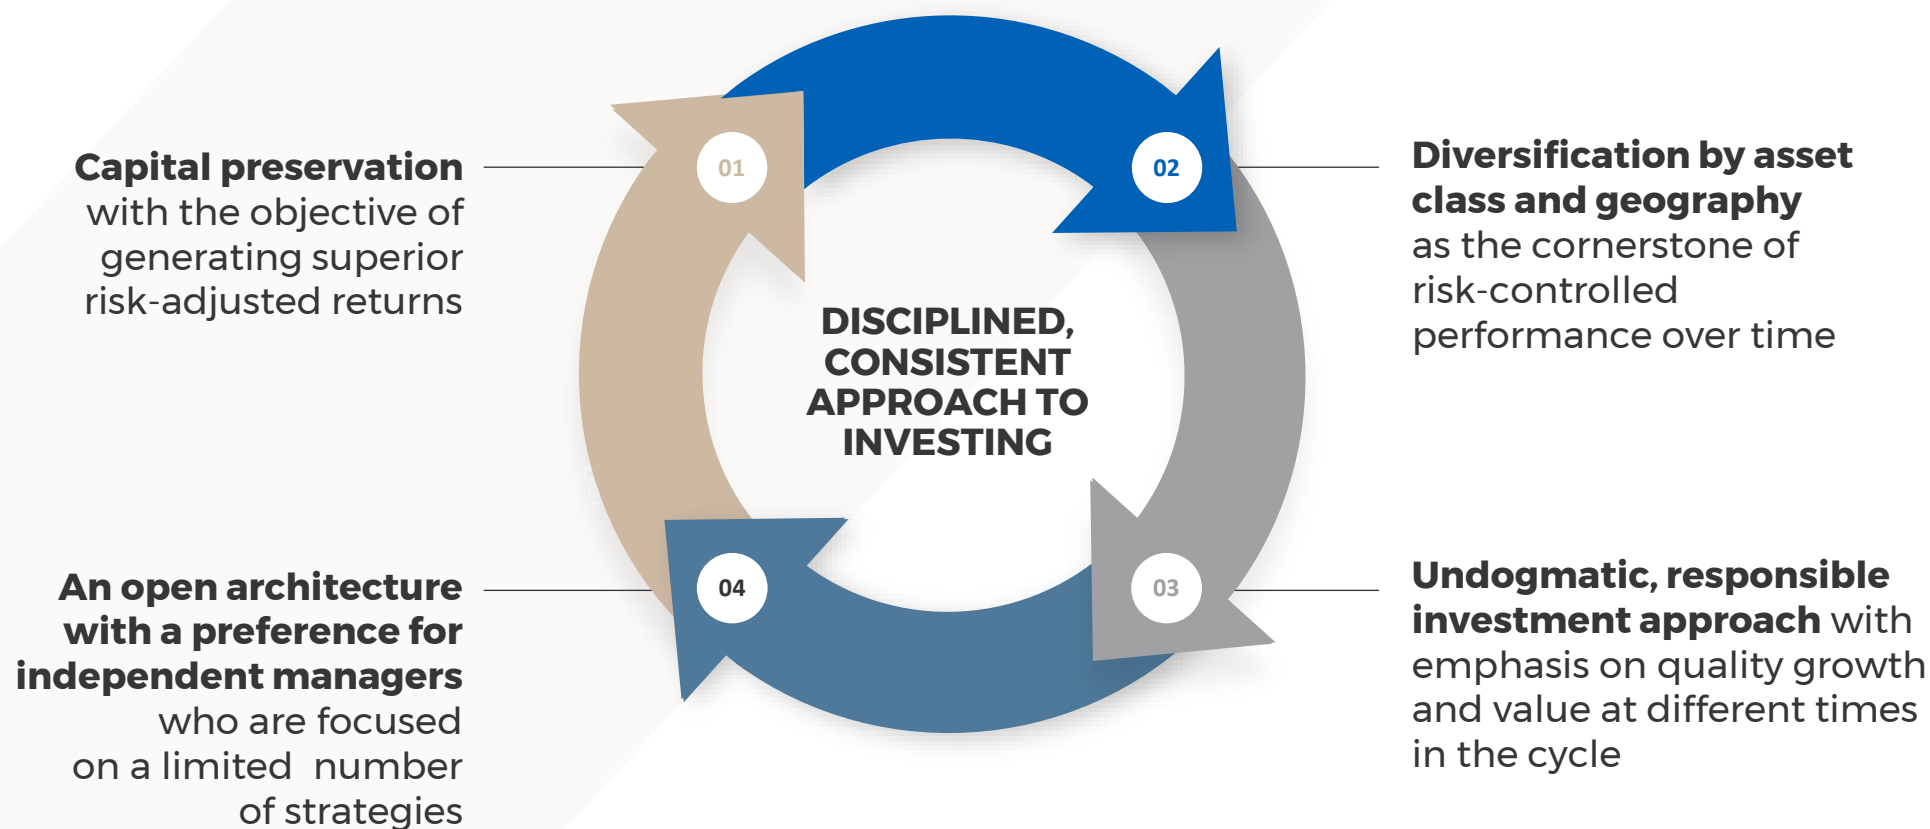 01
Capital preservation
with the objective of
generating superior
risk-adjusted returns
02
Diversification by asset
class and geography
as the cornerstone of
risk-controlled
performance over time
DISCIPLINED,
CONSISTENT
APPROACH TO
INVESTING
03
Undogmatic, responsible
investment approach with
emphasis on quality growth
and value at different times
in the cycle
04
An open architecture
with a preference for
independent managers
who are focused
on a limited number
of strategies